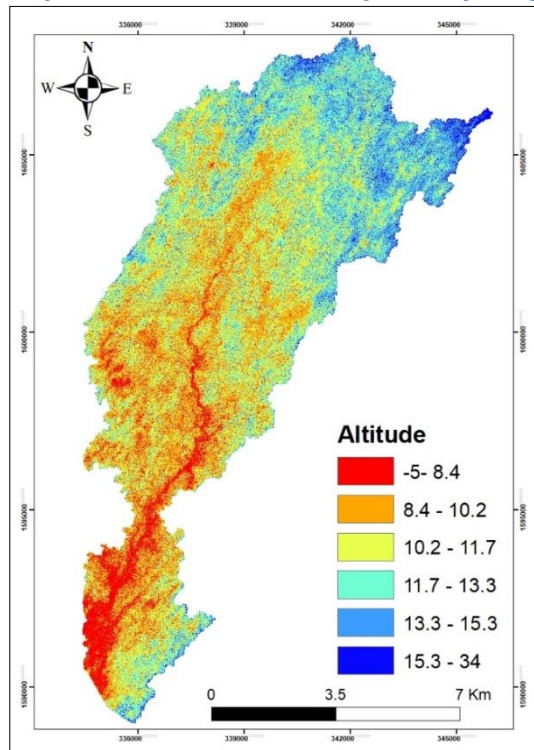 336000 339000 342000 345000
N
W E
S
1605000 1605000
1600000 1600000
Altitude
-5- 8.4
8.4 - 10.2
1595000 1595000
10.2 - 11.7
11.7 - 13.3
13.3 - 15.3
15.3 - 34
1590000 1590000
0 3.5 7 Km
336000 339000 342000 345000